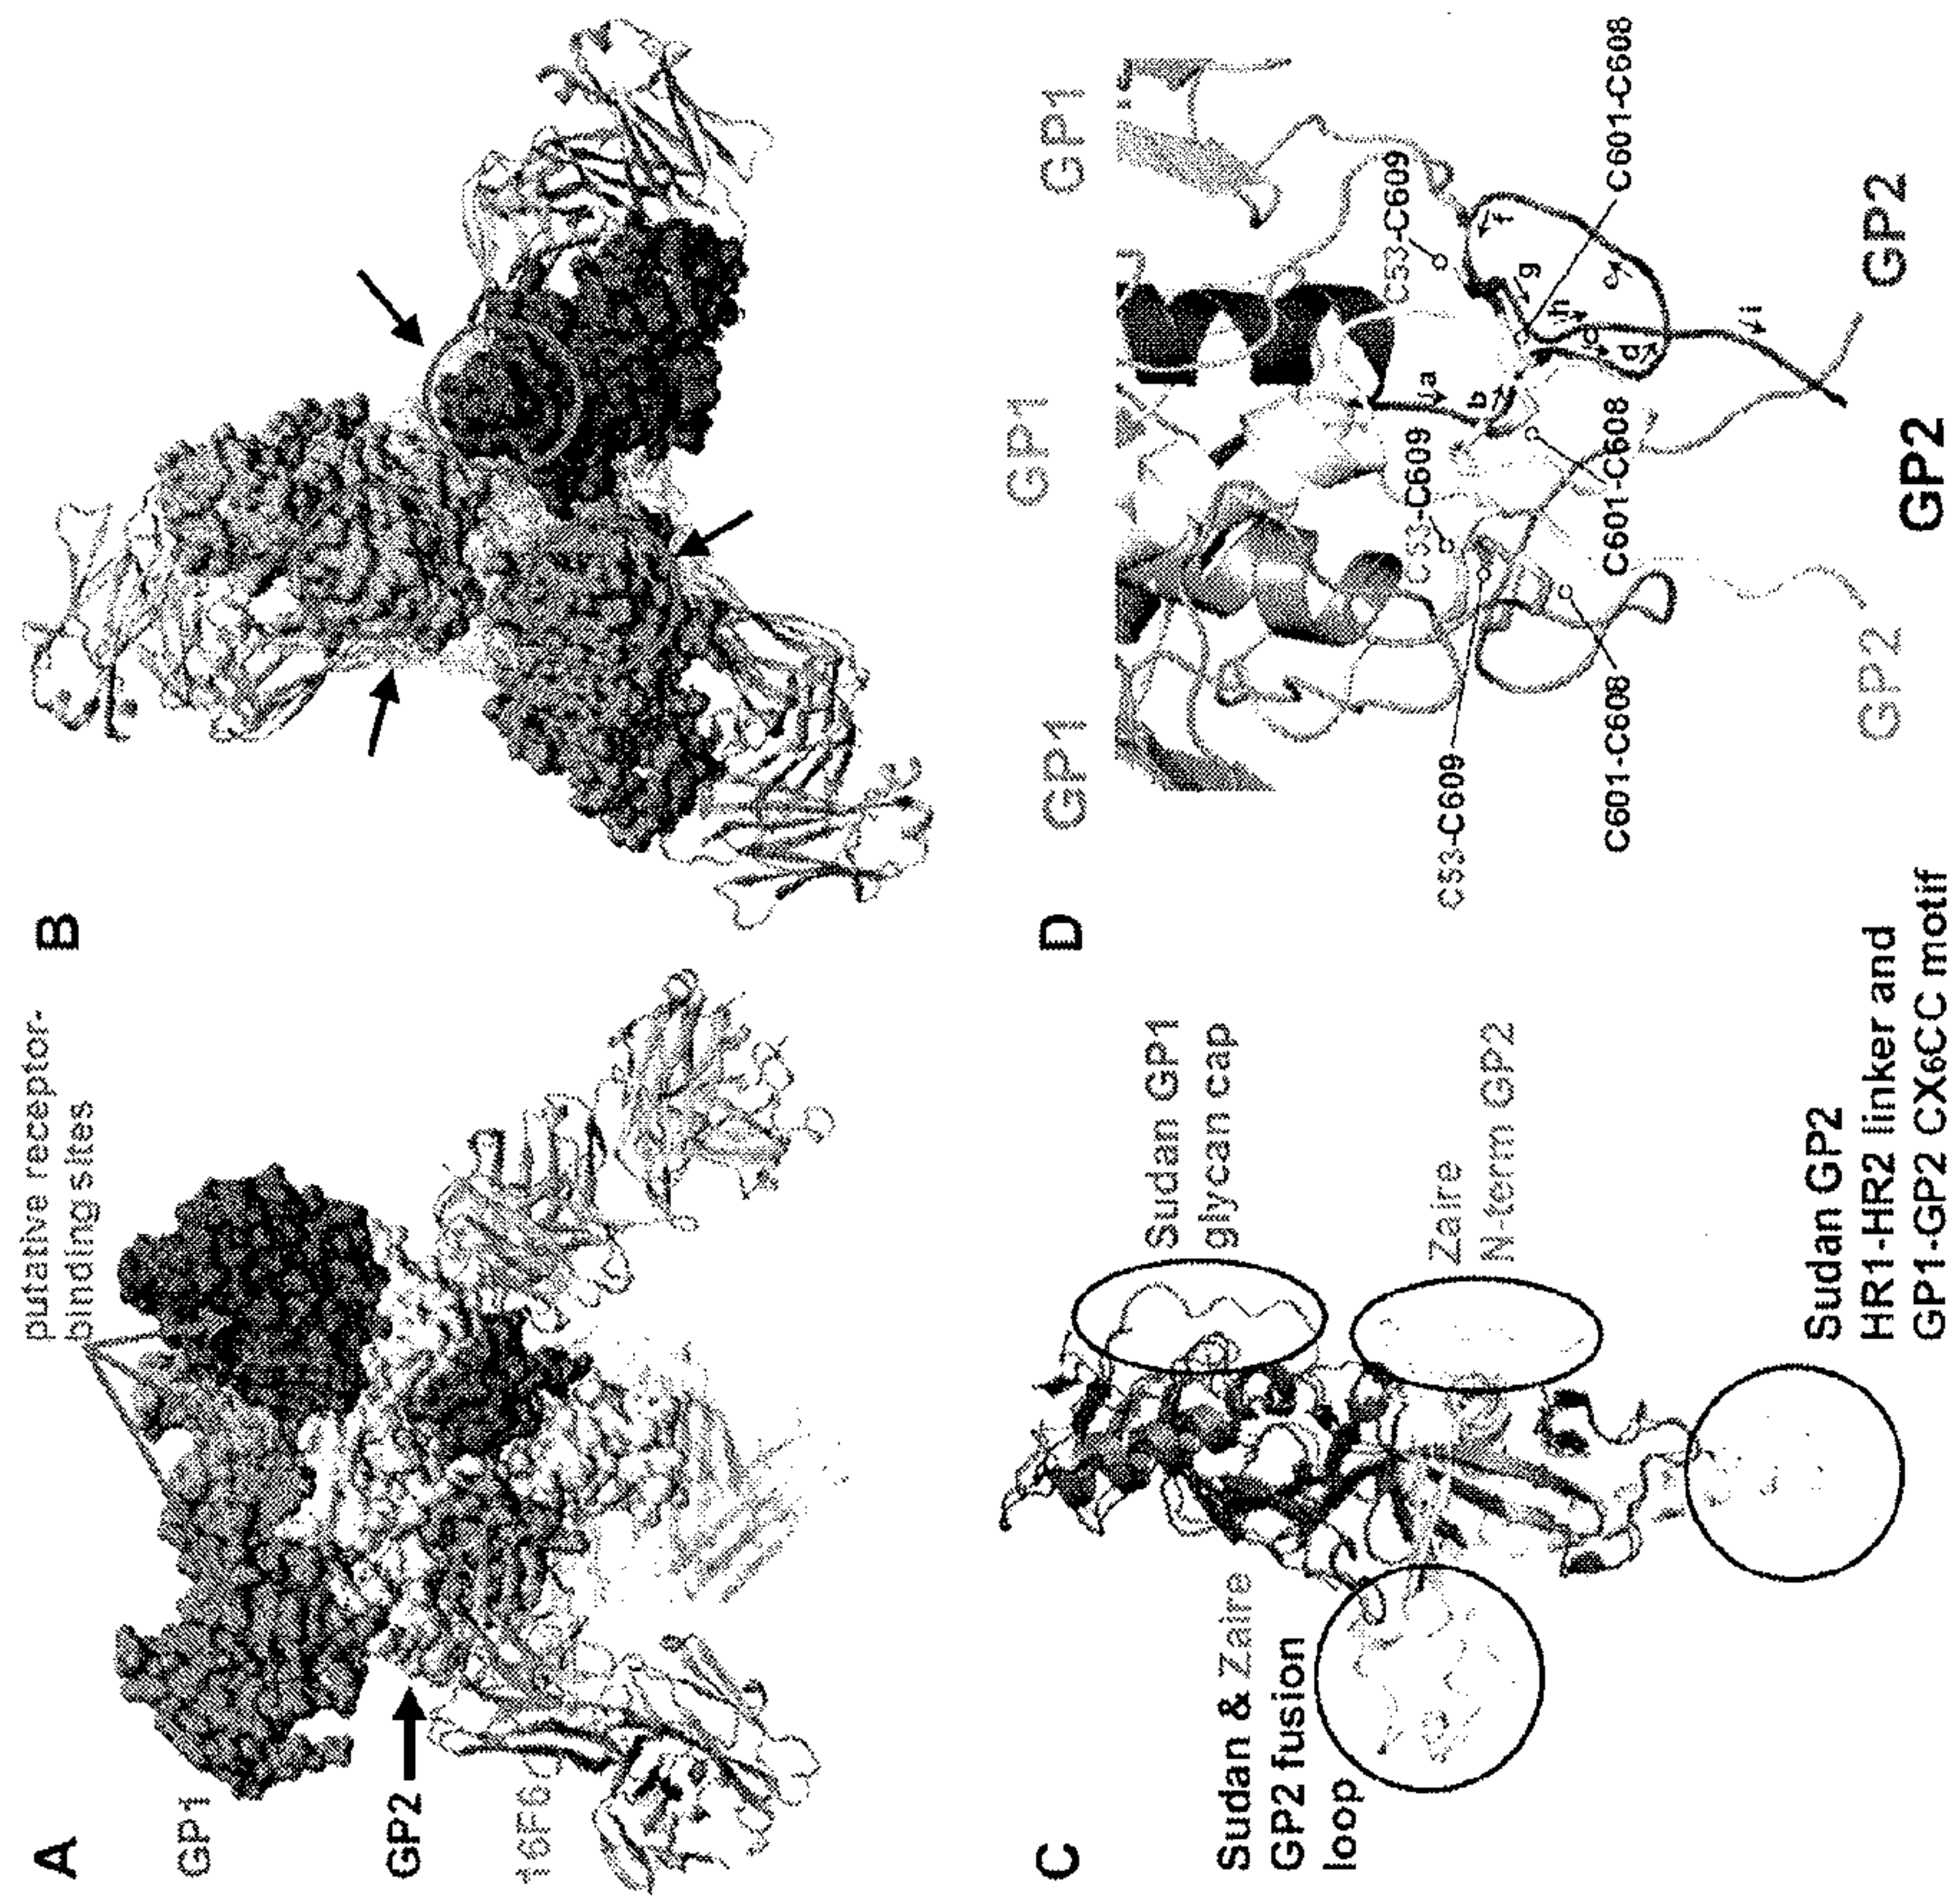 A
putative receptor-
binding sites
GP1
GP2
16F6
B
C
Sudan GP1
glycan cap
Sudan & Zaire
GP2 fusion
loop
Zaire
N-term GP2
Sudan GP2
HR1-HR2 linker and
GP1-GP2 CX6CC motif
D
GP1
GP1
GP1
C53-C609
C53-C609
C53-C609
a
b
c
d
e
f
g
h
i
C601-C608
C601-C608
C601-C608
GP2
GP2
GP2